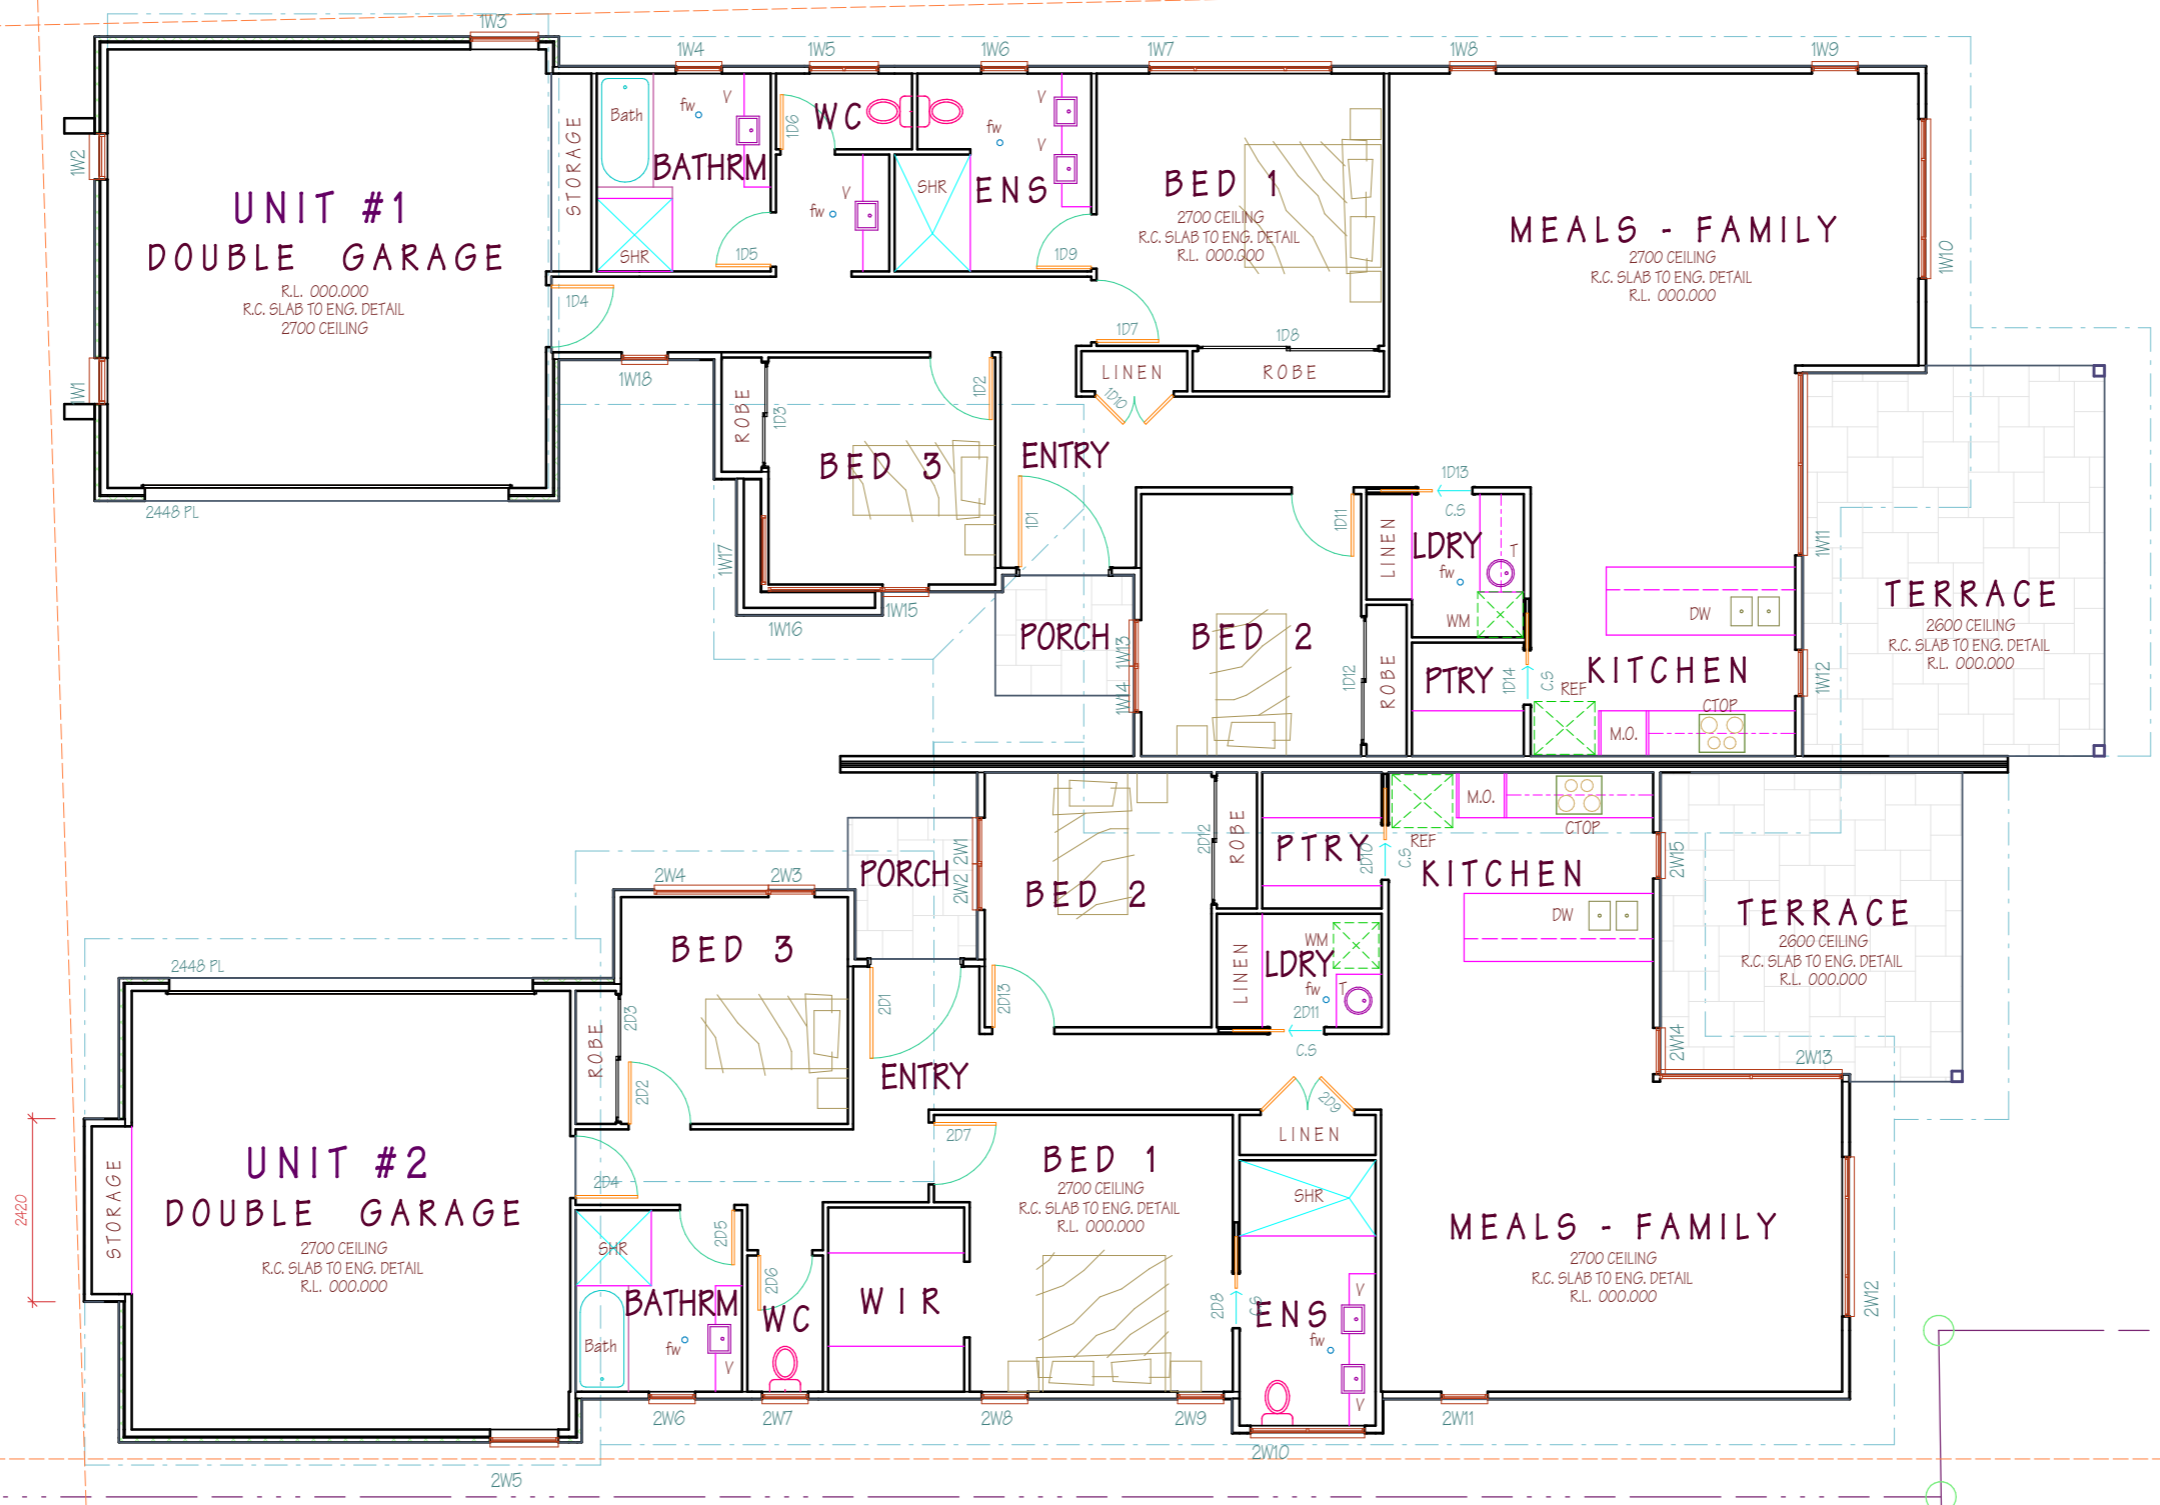 1W3
1W4
1W5
1W6
1W7
1W8
1W9
1W2
STORAGE
Bath
fw
V
BATHRM
SHR
1D5
1D6
WC
V
fw
SHR
fw
V
V
ENS
1D9
BED 1
2700 CEILING
R.C. SLAB TO ENG. DETAIL
R.L. 000.000
UNIT #1
DOUBLE GARAGE
R.L. 000.000
R.C. SLAB TO ENG. DETAIL
2700 CEILING
MEALS - FAMILY
2700 CEILING
R.C. SLAB TO ENG. DETAIL
R.L. 000.000
1W10
1D4
1D7
1D8
1W1
1W18
ROBE
1D3
1D2
LINEN
1D10
ROBE
BED 3
ENTRY
1D1
2448 PL
1W17
1W15
1W16
PORCH
1W13
1W14
BED 2
1D11
1D12
ROBE
LINEN
1D13
C.S
LDRY
fw
T
WM
PTRY
1D14
C.S
REF
KITCHEN
DW
M.O.
CTOP
1W11
1W12
TERRACE
2600 CEILING
R.C. SLAB TO ENG. DETAIL
R.L. 000.000
PORCH
2W1
2W2
BED 2
2D12
ROBE
PTRY
2D10
C.S
REF
M.O.
CTOP
KITCHEN
DW
2W15
2W14
TERRACE
2600 CEILING
R.C. SLAB TO ENG. DETAIL
R.L. 000.000
2W13
2W4
2W3
BED 3
2448 PL
ROBE
2D3
2D2
2D1
2D13
ENTRY
LINEN
WM
LDRY
fw
T
2D11
C.S
2D9
LINEN
2420
STORAGE
UNIT #2
DOUBLE GARAGE
2700 CEILING
R.C. SLAB TO ENG. DETAIL
R.L. 000.000
2D4
2D7
BED 1
2700 CEILING
R.C. SLAB TO ENG. DETAIL
R.L. 000.000
SHR
2D5
BATHRM
Bath
fw
V
2D6
WC
WIR
2D8
C.S
SHR
ENS
fw
V
V
MEALS - FAMILY
2700 CEILING
R.C. SLAB TO ENG. DETAIL
R.L. 000.000
2W12
2W6
2W7
2W8
2W9
2W11
2W10
2W5